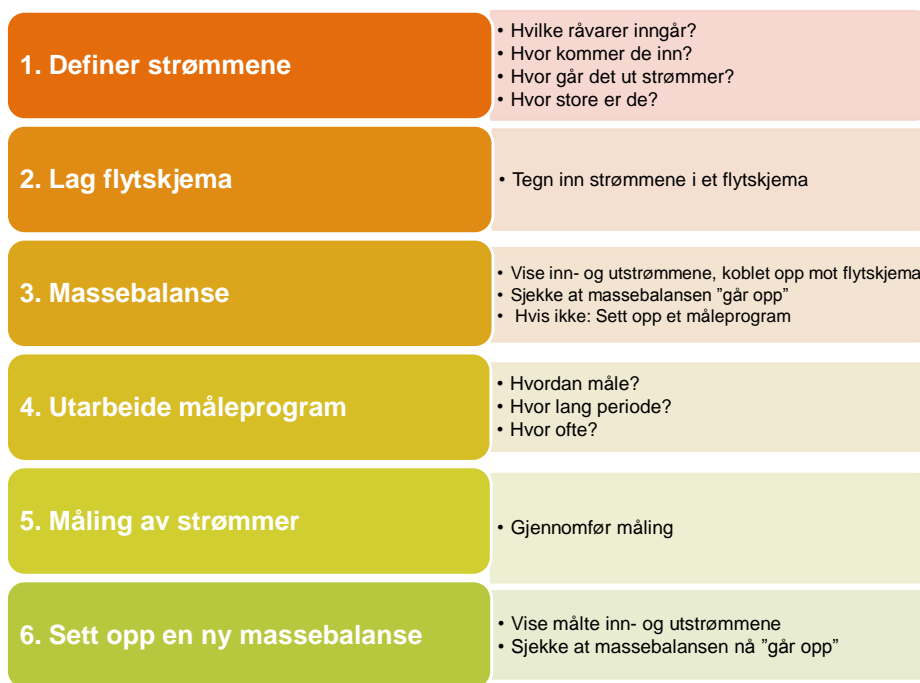 1. Definer strømmene
• Hvilke råvarer inngår?
• Hvor kommer de inn?
• Hvor går det ut strømmer?
• Hvor store er de?
2. Lag flytskjema
• Tegn inn strømmene i et flytskjema
3. Massebalanse
• Vise inn- og utstrømmene, koblet opp mot flytskjema
• Sjekke at massebalansen ”går opp”
• Hvis ikke: Sett opp et måleprogram
4. Utarbeide måleprogram
• Hvordan måle?
• Hvor lang periode?
• Hvor ofte?
5. Måling av strømmer
• Gjennomfør måling
6. Sett opp en ny massebalanse
• Vise målte inn- og utstrømmene
• Sjekke at massebalansen nå ”går opp”